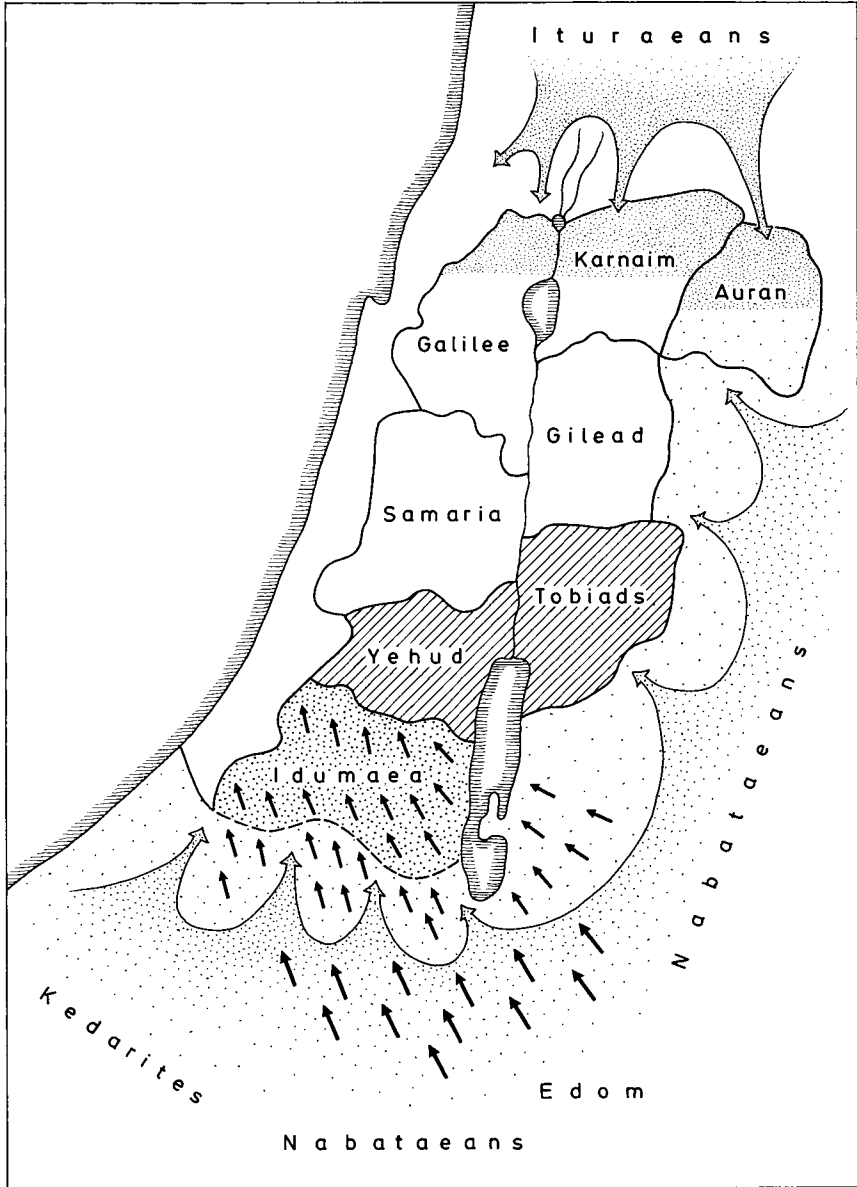 Ituraeans
Karnaim
Auran
Galilee
Gilead
Samaria
Tobiads
Yehud
Idumaea
Nabataeans
Kedarites
Edom
Nabataeans